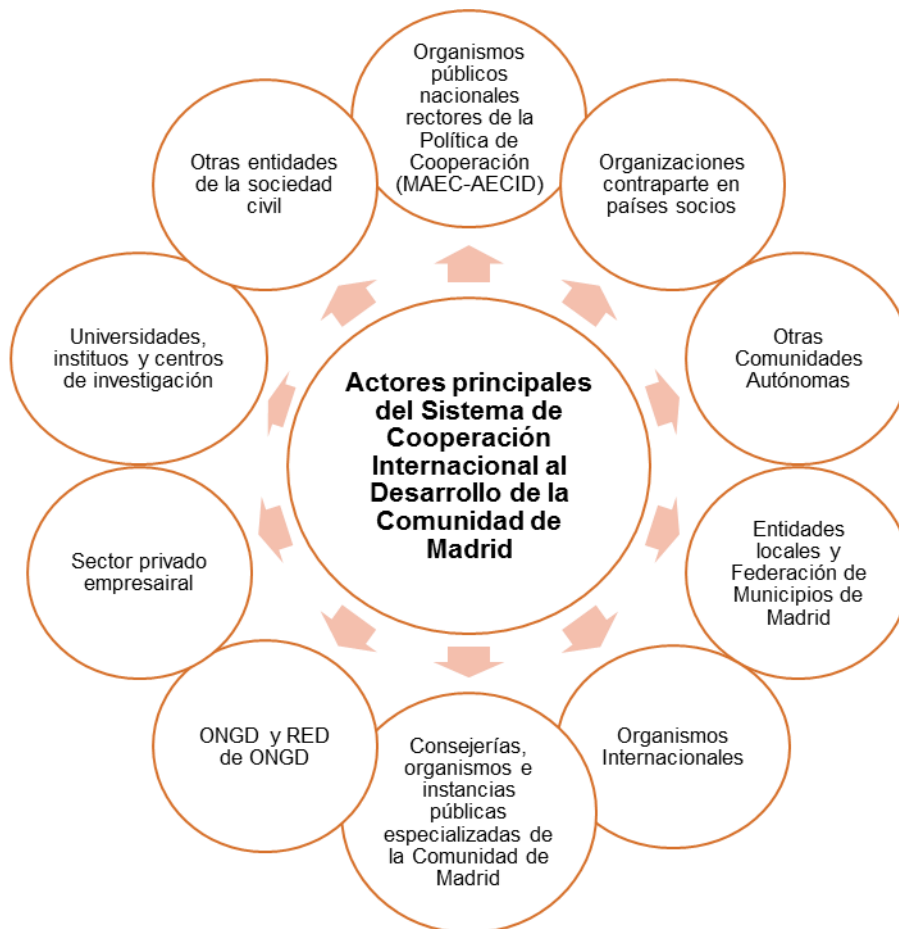 Organismos
públicos
nacionales
rectores de la
Política de
Cooperación
(MAEC-AECID)
Organizaciones
contraparte en
países socios
Otras
Comunidades
Autónomas
Entidades
locales y
Federación de
Municipios de
Madrid
Organismos
Internacionales
Consejerías,
organismos e
instancias
públicas
especializadas de
la Comunidad de
Madrid
ONGD y RED
de ONGD
Sector privado
empresairal
Universidades,
instituos y centros
de investigación
Otras entidades
de la sociedad
civil
Actores principales
del Sistema de
Cooperación
Internacional al
Desarrollo de la
Comunidad de
Madrid